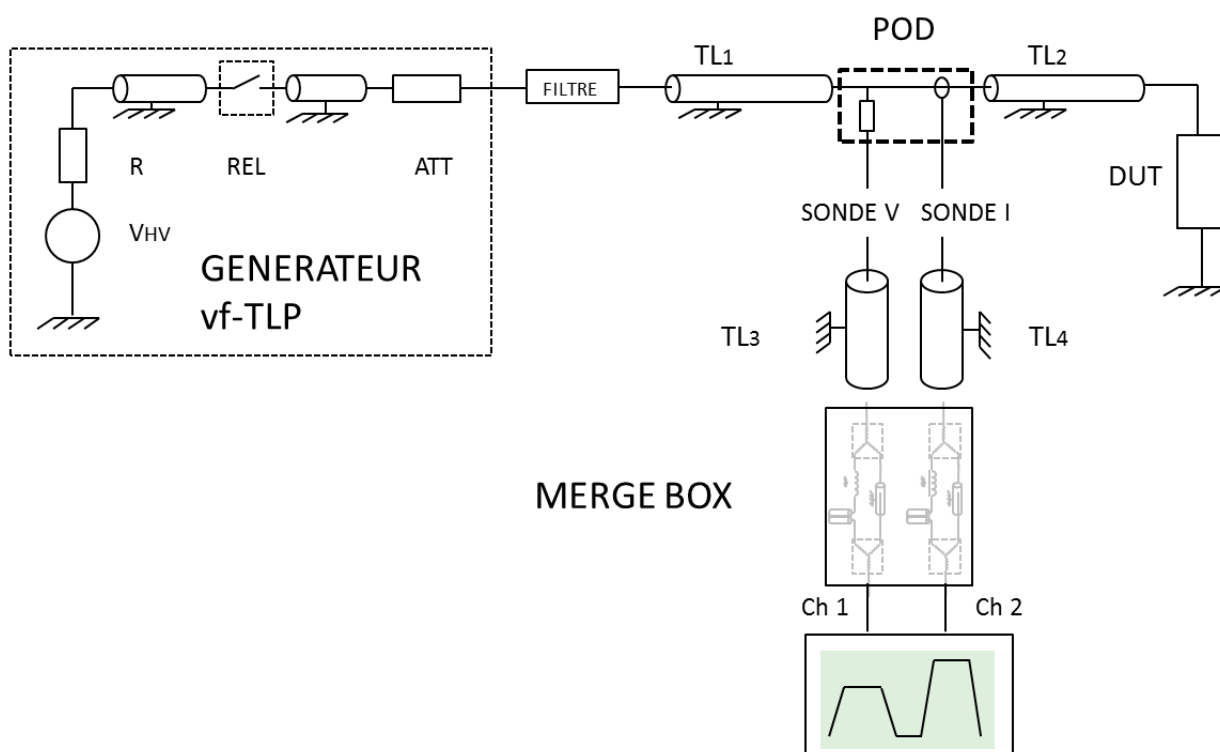 POD
TL1
TL2
FILTRE
R
REL
ATT
DUT
VHV
SONDE V
SONDE I
GENERATEUR
vf-TLP
TL3
TL4
MERGE BOX
Ch 1
Ch 2